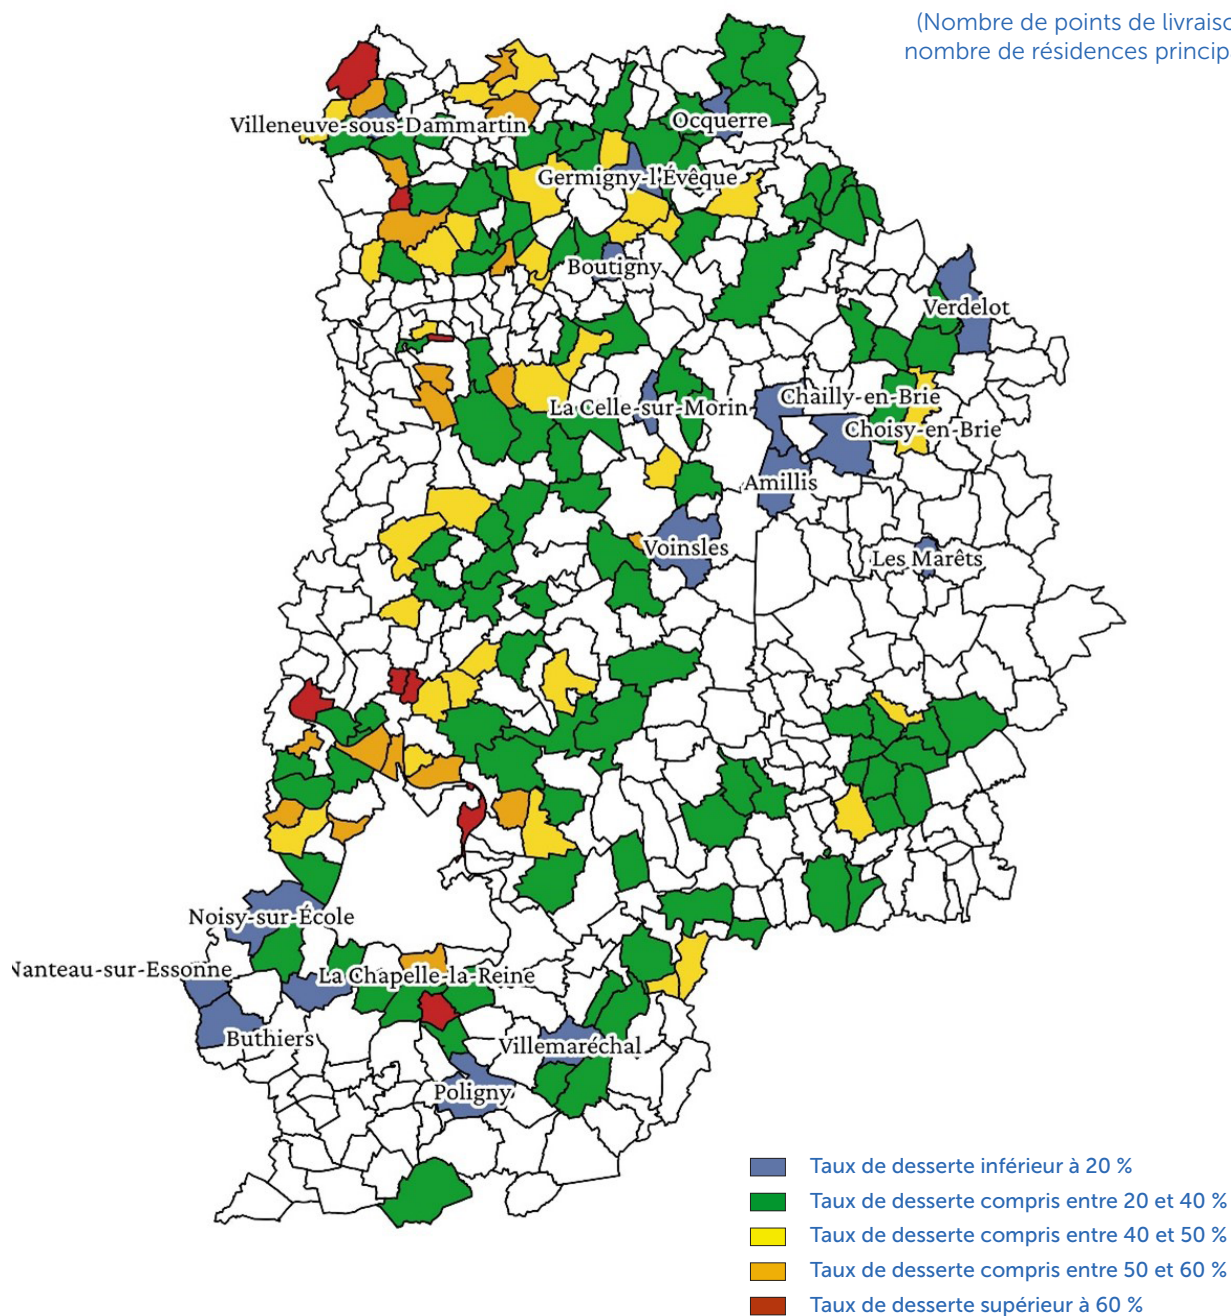 (Nombre de points de livraiso
nombre de résidences princip
Villeneuve-sous-Dammartin
Ocquerre
Germigny-l'Évêque
Boutigny
Verdelot
La Celle-sur-Morin
Chailly-en-Brie
Choisy-en-Brie
Amillis
Voinsles
Les Marêts
Noisy-sur-École
Nanteau-sur-Essonne
La Chapelle-la-Reine
Buthiers
Villemaréchal
Poligny
Taux de desserte inférieur à 20 %
Taux de desserte compris entre 20 et 40 %
Taux de desserte compris entre 40 et 50 %
Taux de desserte compris entre 50 et 60 %
Taux de desserte supérieur à 60 %